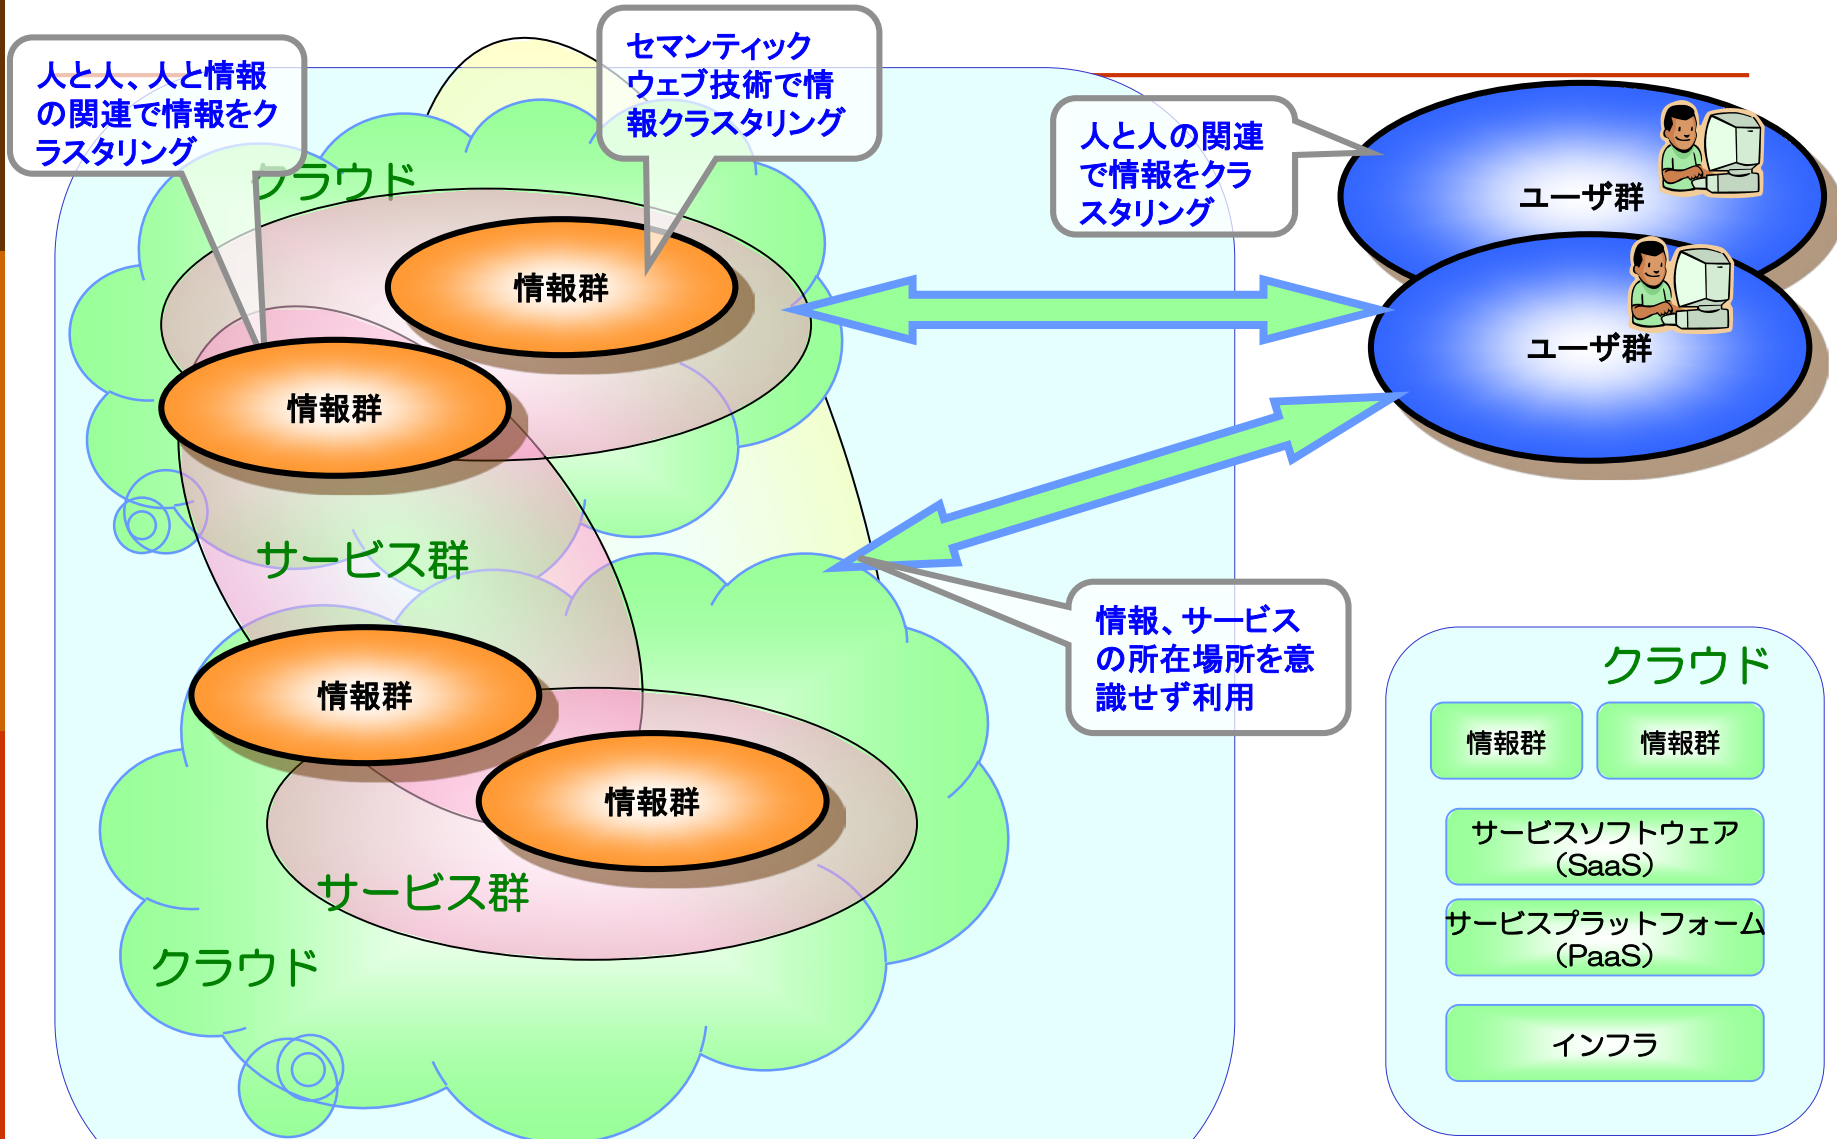 人と人、人と情報
の関連で情報をク
ラスタリング
セマンティック
ウェブ技術で情
報クラスタリング
人と人の関連
で情報をクラ
スタリング
クラウド
ユーザ群
情報群
ユーザ群
情報群
サービス群
情報、サービス
の所在場所を意
識せず利用
情報群
情報群
サービス群
クラウド
クラウド
情報群
情報群
サービスソフトウェア
（SaaS）
サービスプラットフォーム
（PaaS）
インフラ